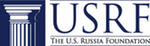 USRF
THE U.S. RUSSIA FOUNDATION